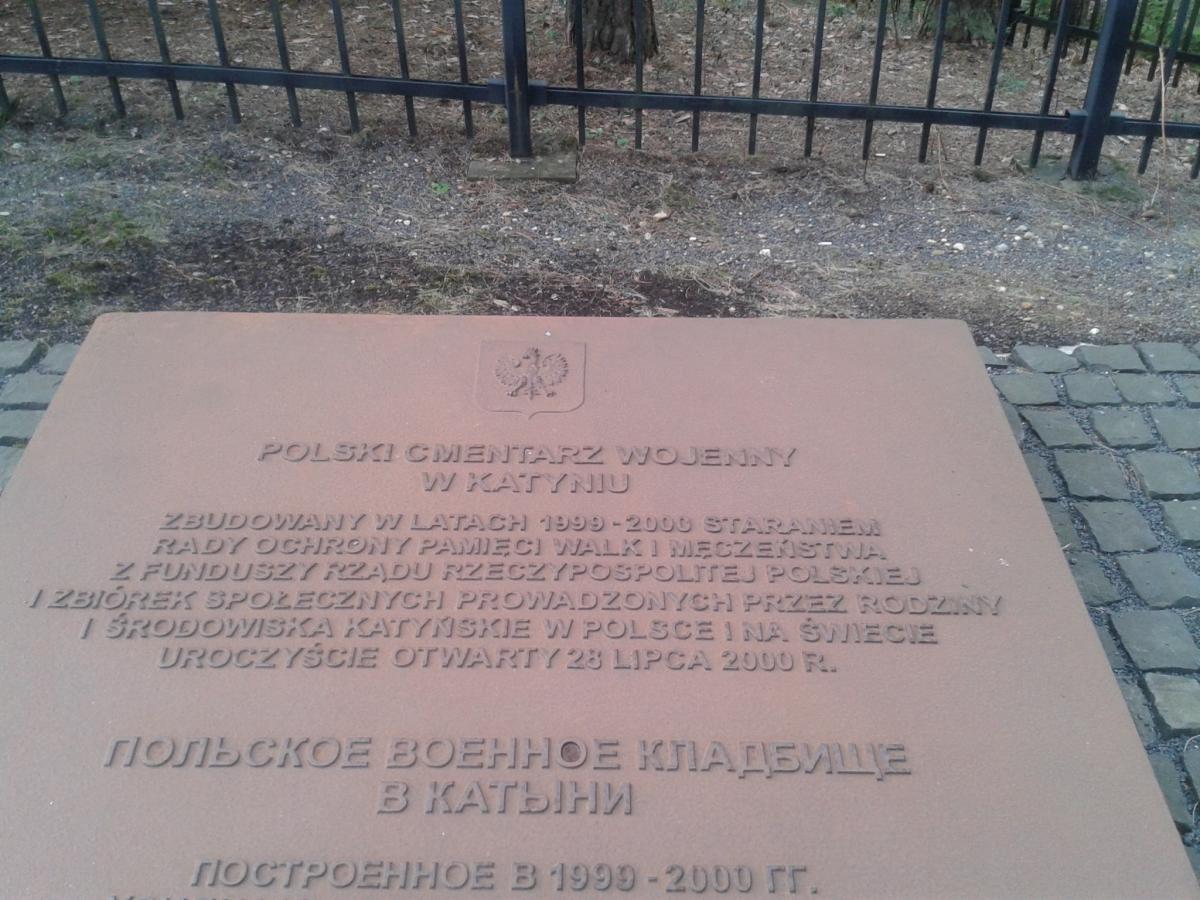 POLSKI CMENTARZ WOJENNY
W KATYNIU
ZBUDOWANY W LATACH 1999 - 2000 STARANIEM
RADY OCHRONY PAMIĘCI WALK I MĘCZEŃSTWA
Z FUNDUSZY RZĄDU RZECZYPOSPOLITEJ POLSKIEJ
I ZBIÓREK SPOŁECZNYCH PROWADZONYCH PRZEZ RODZINY
I ŚRODOWISKA KATYŃSKIE W POLSCE I NA ŚWIECIE
UROCZYŚCIE OTWARTY 28 LIPCA 2000 R.
ПОЛЬСКОЕ ВОЕННОЕ КЛАДБИЩЕ
В КАТЫНИ
ПОСТРОЕННОЕ В 1999 - 2000 ГГ.